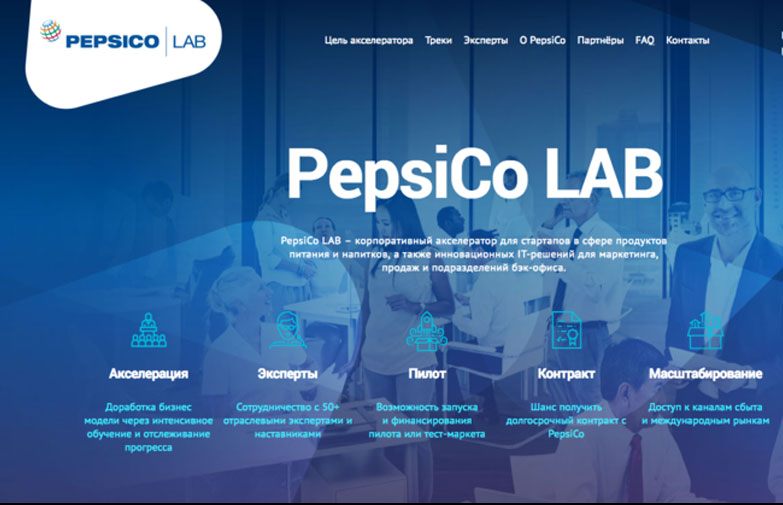 PEPSICO LAB
Цель акселератора Треки Эксперты О PepsiCo Партнёры FAQ Контакты
PepsiCo LAB
PepsiCo LAB – корпоративный акселератор для стартапов в сфере продуктов
питания и напитков, а также инновационных IT-решений для маркетинга,
продаж и подразделений бэк-офиса.
Акселерация
Доработка бизнес
модели через интенсивное
обучение и отслеживание
прогресса
Эксперты
Сотрудничество с 50+
отраслевыми экспертами и
наставниками
Пилот
Возможность запуска
и финансирования
пилота или тест-маркета
Контракт
Шанс получить
долгосрочный контракт с
PepsiCo
Масштабирование
Доступ к каналам сбыта
и международным рынкам